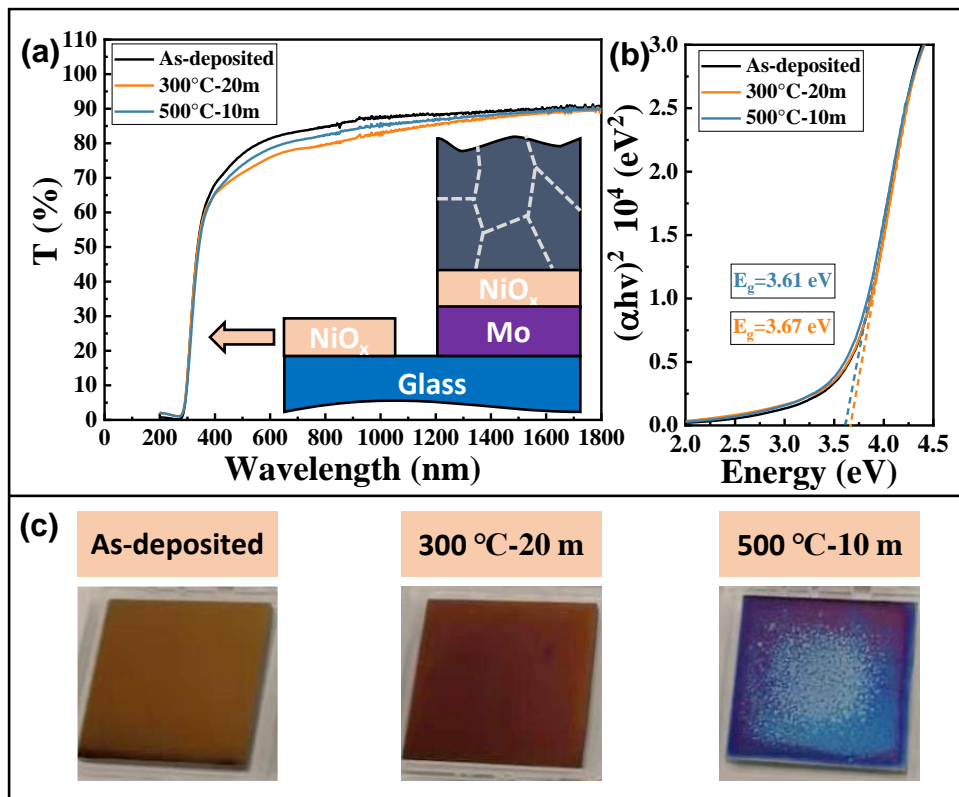 (a)
110
100
90
80
70
60
50
40
30
20
10
0
T (%)
As-deposited
300°C-20m
500°C-10m
NiOₓ
Mo
NiOₓ
Glass
0 200 400 600 800 1000 1200 1400 1600 1800
Wavelength (nm)
(b)
3.0
2.5
2.0
1.5
1.0
0.5
0.0
(αhν)² 10⁴ (eV²)
As-deposited
300°C-20m
500°C-10m
E_g=3.61 eV
E_g=3.67 eV
2.0 2.5 3.0 3.5 4.0 4.5
Energy (eV)
(c)
As-deposited 300 °C-20 m 500 °C-10 m